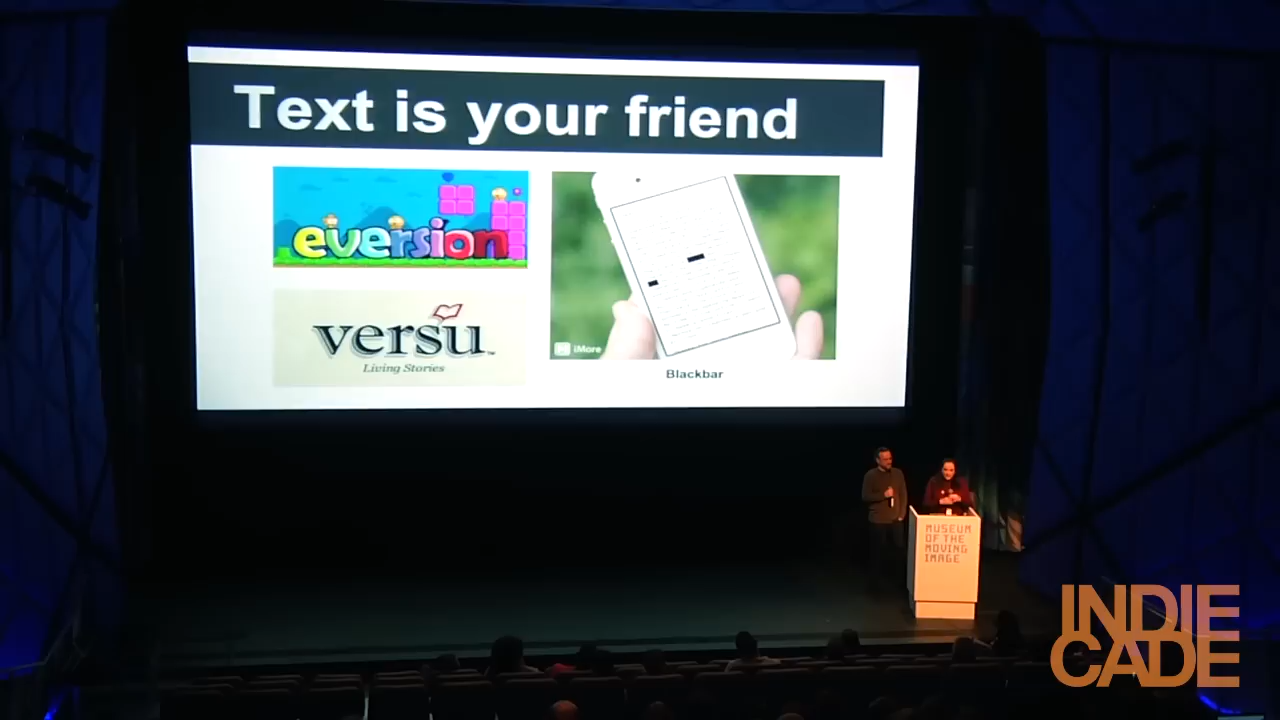 Text is your friend
eversion
versu
Living Stories
iMore
Blackbar
MUSEUM
OF THE
MOVING
IMAGE
INDIE
CADE